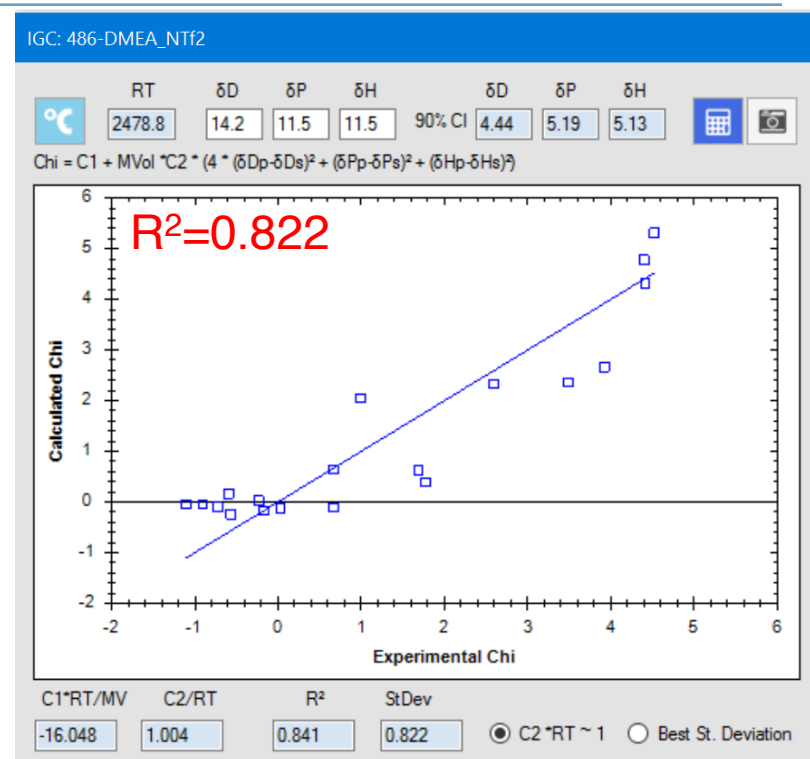 IGC: 486-DMEA_NTf2
RT δD δP δH δD δP δH
°C 2478.8 14.2 11.5 11.5 90% CI 4.44 5.19 5.13
Chi = C1 + MVol *C2 * (4 * (δDp-δDs)² + (δPp-δPs)² + (δHp-δHs)²)
R²=0.822
6
5
4
3
2
1
0
-1
-2
Calculated Chi
-2 -1 0 1 2 3 4 5 6
Experimental Chi
C1*RT/MV C2/RT R² StDev
-16.048 1.004 0.841 0.822 C2 *RT ~ 1 Best St. Deviation